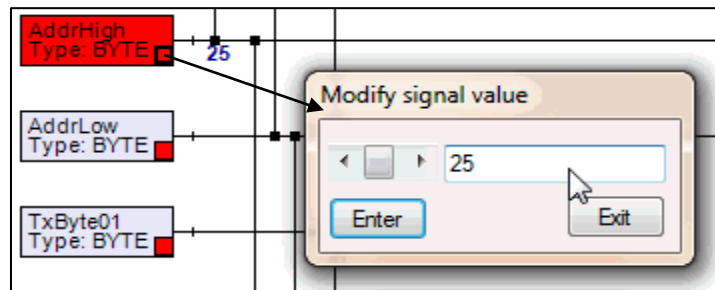 AddrHigh
Type: BYTE
25
AddrLow
Type: BYTE
TxByte01
Type: BYTE
Modify signal value
25
Enter
Exit